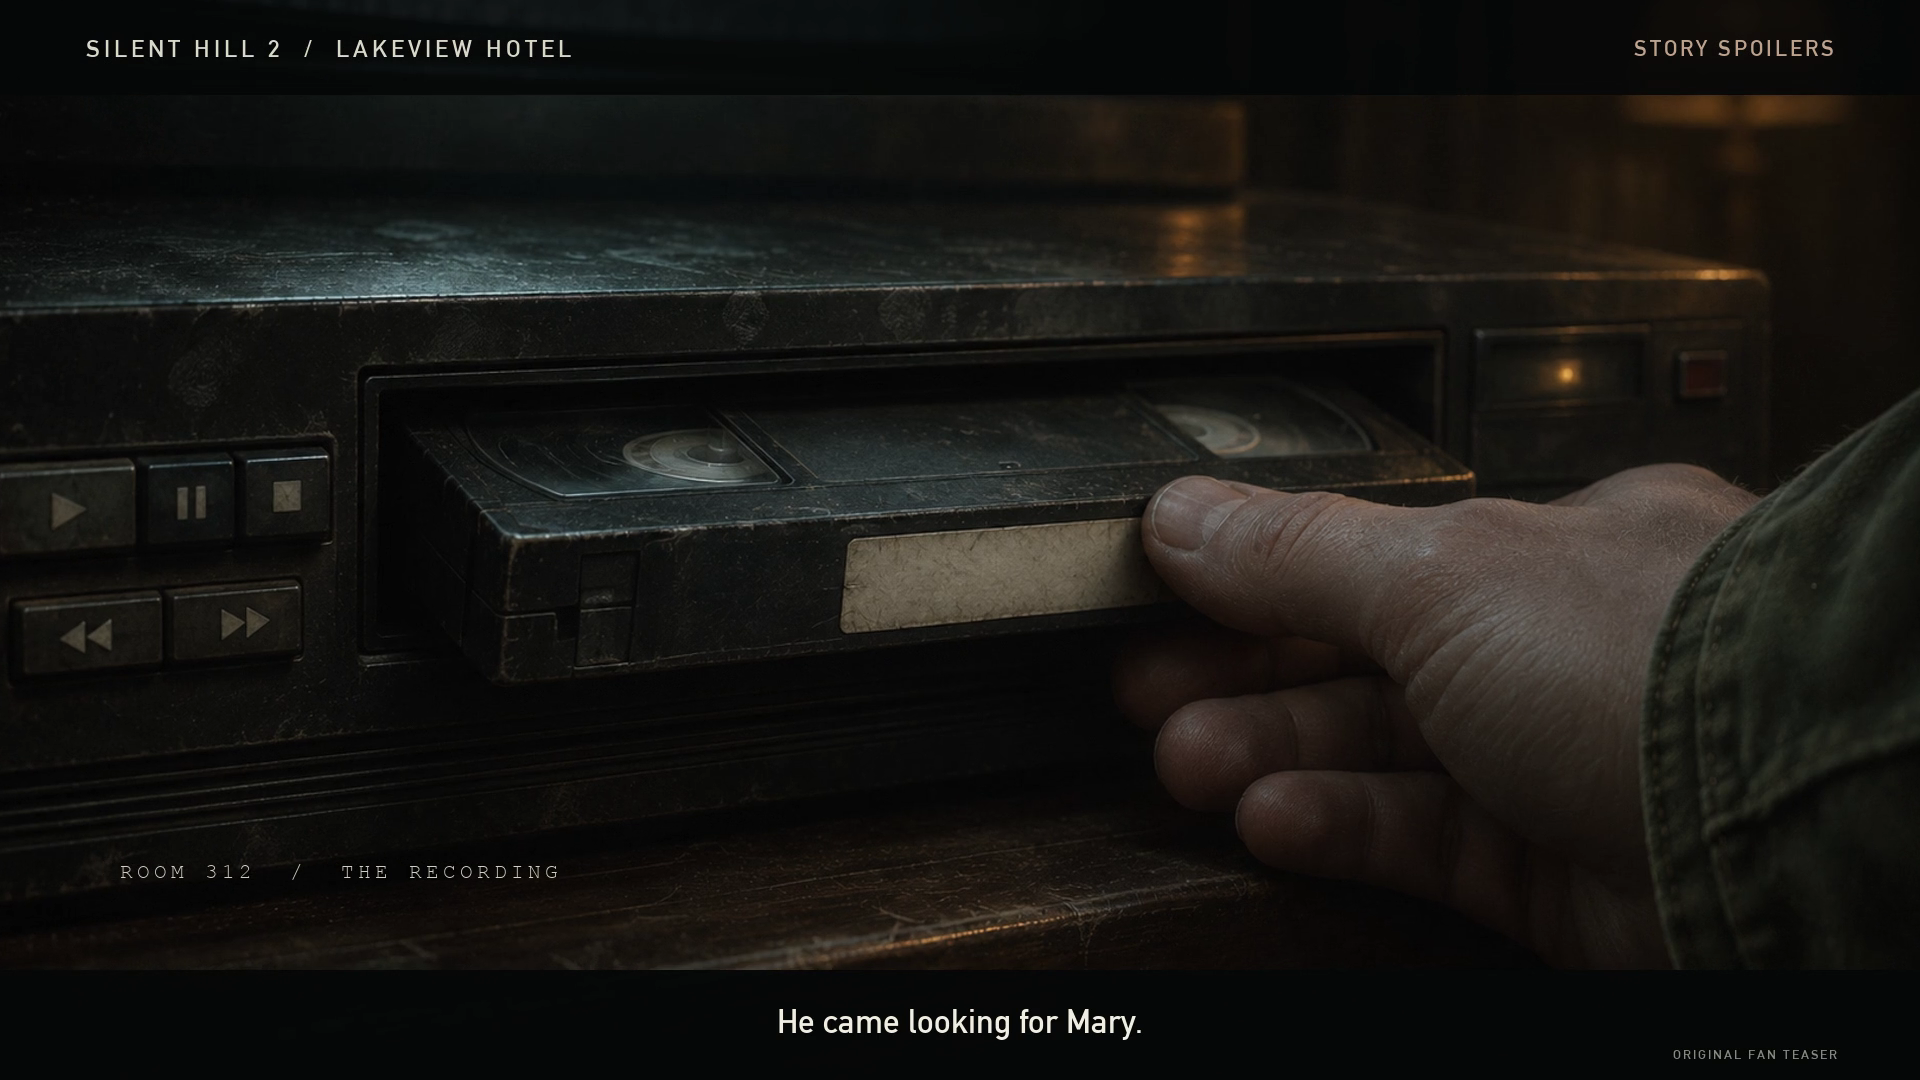 SILENT HILL 2 / LAKEVIEW HOTEL
STORY SPOILERS
ROOM 312 / THE RECORDING
He came looking for Mary.
ORIGINAL FAN TEASER